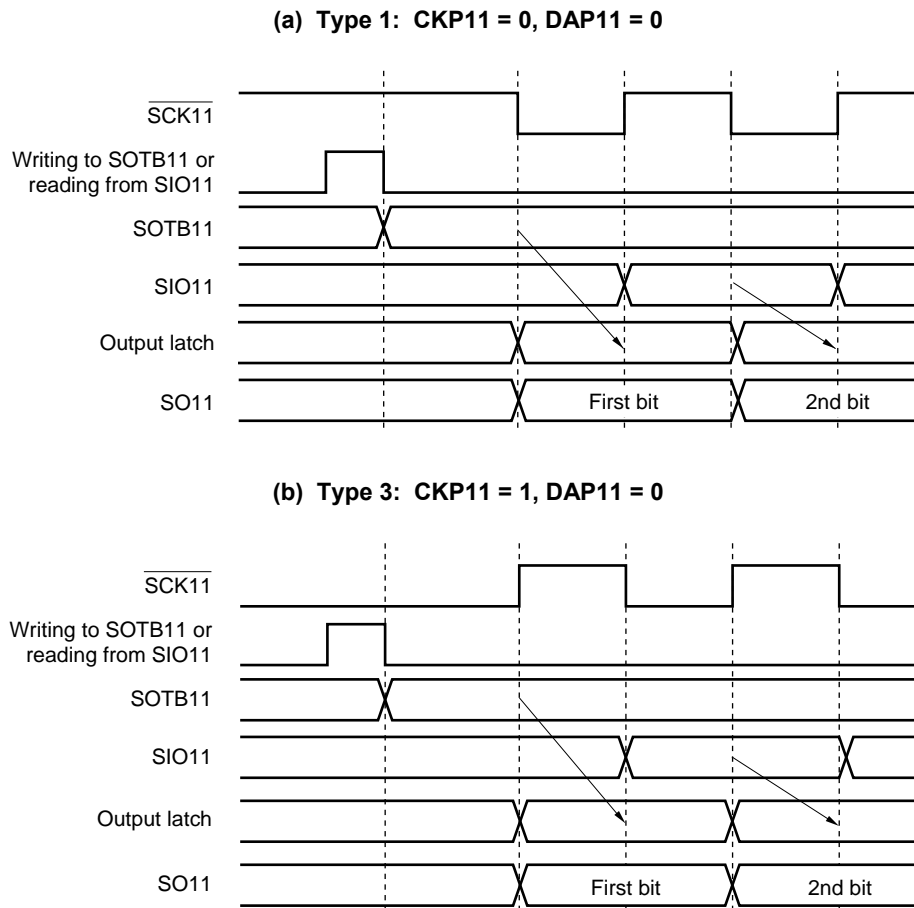 (a) Type 1: CKP11 = 0, DAP11 = 0
SCK11
Writing to SOTB11 or
reading from SIO11
SOTB11
SIO11
Output latch
SO11
First bit
2nd bit
(b) Type 3: CKP11 = 1, DAP11 = 0
SCK11
Writing to SOTB11 or
reading from SIO11
SOTB11
SIO11
Output latch
SO11
First bit
2nd bit